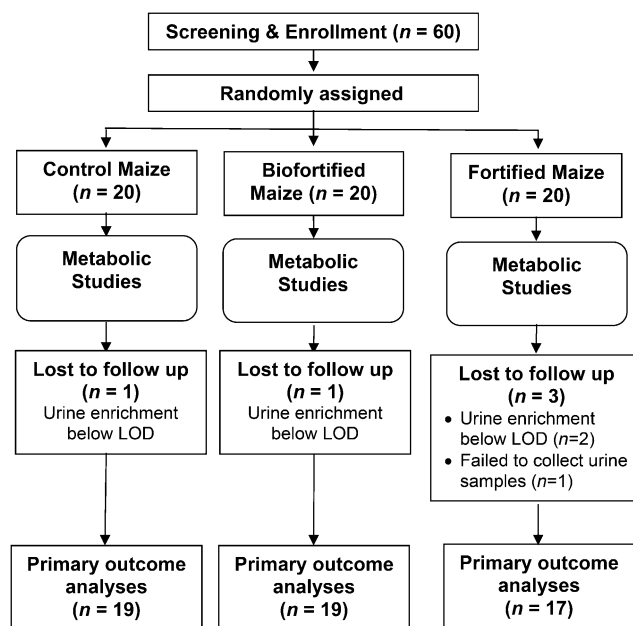 Screening & Enrollment (n = 60)
Randomly assigned
Control Maize
(n = 20)
Biofortified
Maize (n = 20)
Fortified Maize
(n = 20)
Metabolic
Studies
Metabolic
Studies
Metabolic
Studies
Lost to follow up
(n = 1)
Urine enrichment
below LOD
Lost to follow up
(n = 1)
Urine enrichment
below LOD
Lost to follow up
(n = 3)
• Urine enrichment
below LOD (n=2)
• Failed to collect urine
samples (n=1)
Primary outcome
analyses
(n = 19)
Primary outcome
analyses
(n = 19)
Primary outcome
analyses
(n = 17)